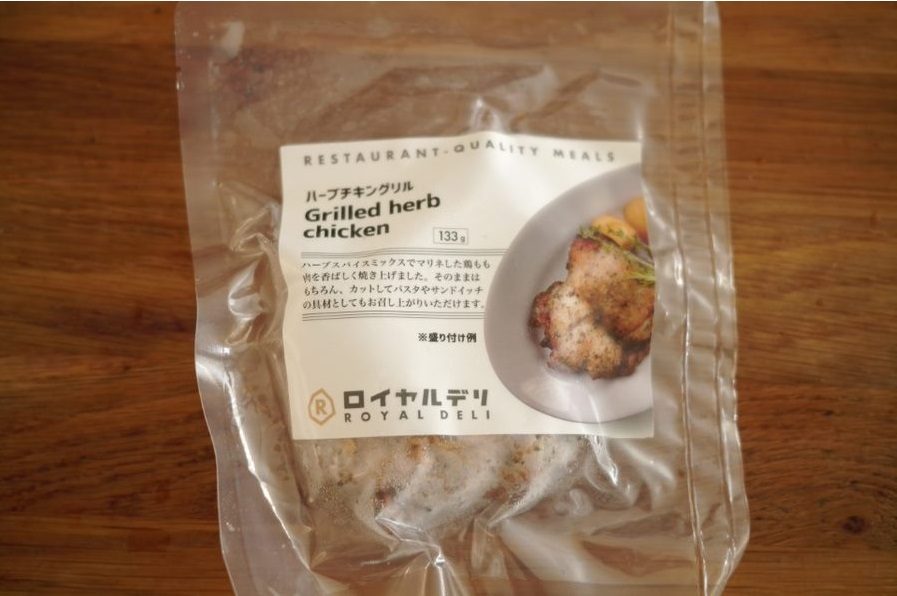 RESTAURANT-QUALITY MEALS
ハーブチキングリル
Grilled herb
chicken
133g
ハーブスパイスミックスでマリネした鶏もも
肉を香ばしく焼き上げました。そのままは
もちろん、カットしてパスタやサンドイッチ
の具材としてもお召し上がりいただけます。
※盛り付け例
R
ロイヤルデリ
ROYAL DELI